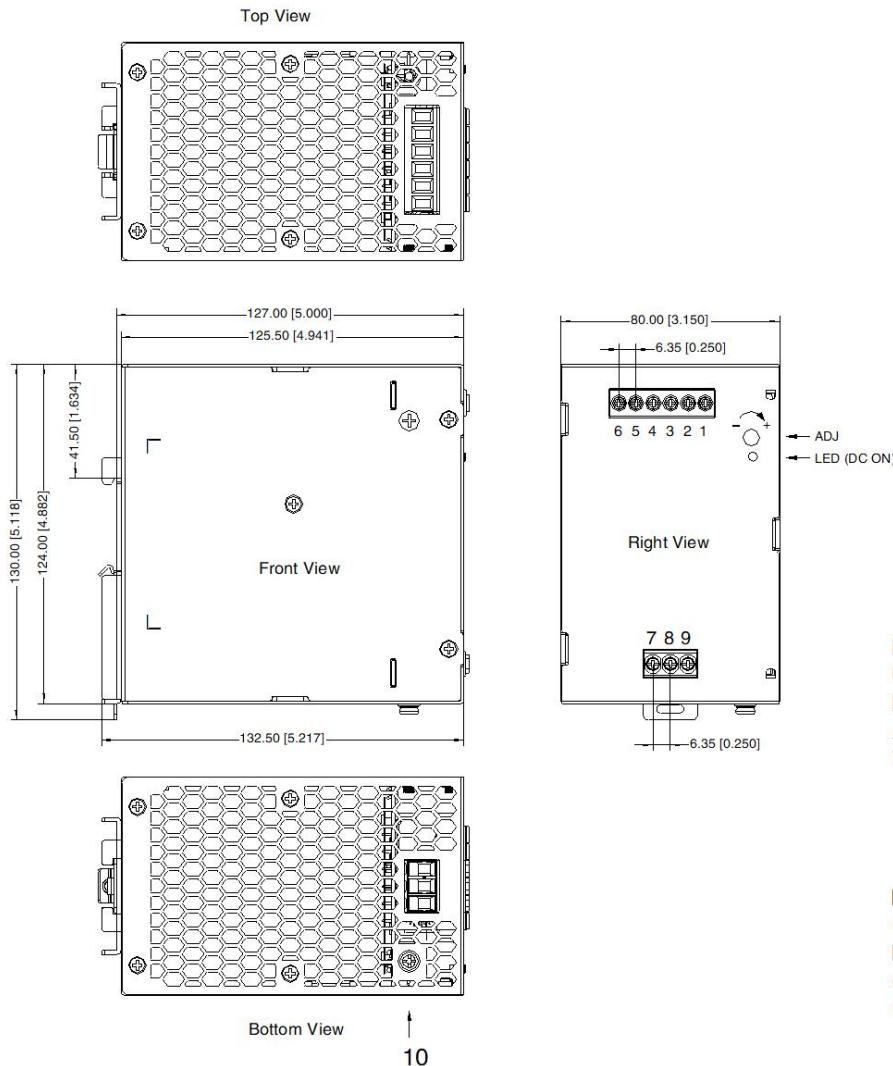 Top View
127.00 [5.000]
125.50 [4.941]
41.50 [1.634]
124.00 [4.882]
130.00 [5.118]
Front View
132.50 [5.217]
80.00 [3.150]
6.35 [0.250]
6 5 4 3 2 1
- +
ADJ
LED (DC ON)
Right View
7 8 9
6.35 [0.250]
Bottom View
10